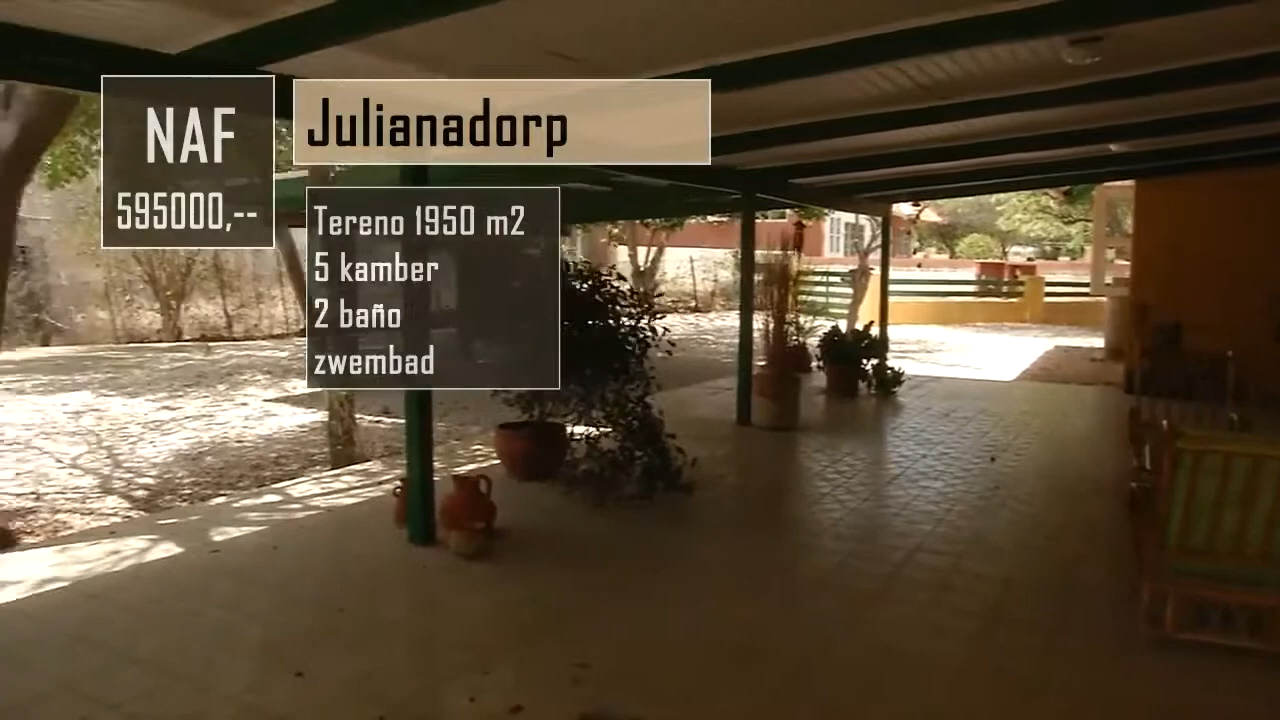 NAF
595000,--
Julianadorp
Tereno 1950 m2
5 kamber
2 baño
zwembad